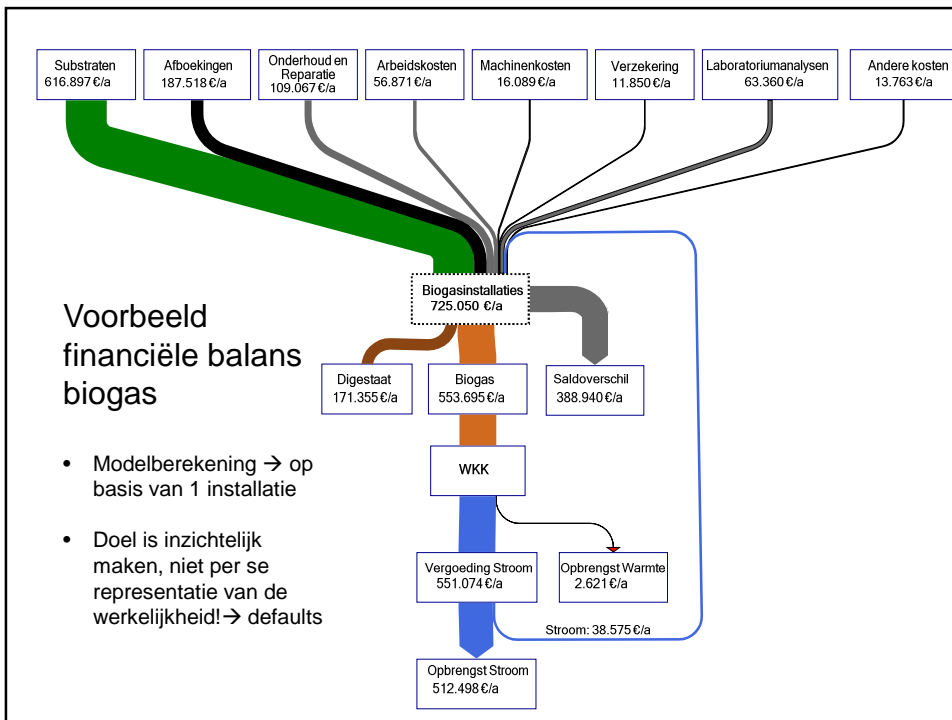 Substraten
616.897 €/a
Afboekingen
187.518 €/a
Onderhoud en
Reparatie
109.067 €/a
Arbeidskosten
56.871 €/a
Machinenkosten
16.089 €/a
Verzekering
11.850 €/a
Laboratoriumanalysen
63.360 €/a
Andere kosten
13.763 €/a
Biogasinstallaties
725.050 €/a
Voorbeeld
financiële balans
biogas
Digestaat
171.355 €/a
Biogas
553.695 €/a
Saldoverschil
388.940 €/a
• Modelberekening → op
basis van 1 installatie
WKK
• Doel is inzichtelijk
maken, niet per se
representatie van de
werkelijkheid!→ defaults
Vergoeding Stroom
551.074 €/a
Opbrengst Warmte
2.621 €/a
Stroom: 38.575 €/a
Opbrengst Stroom
512.498 €/a